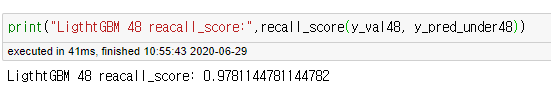 print("LigthtGBM 48 reacall_score:",recall_score(y_val48, y_pred_under48))
executed in 41ms, finished 10:55:43 2020-06-29
LigthtGBM 48 reacall_score: 0.9781144781144782